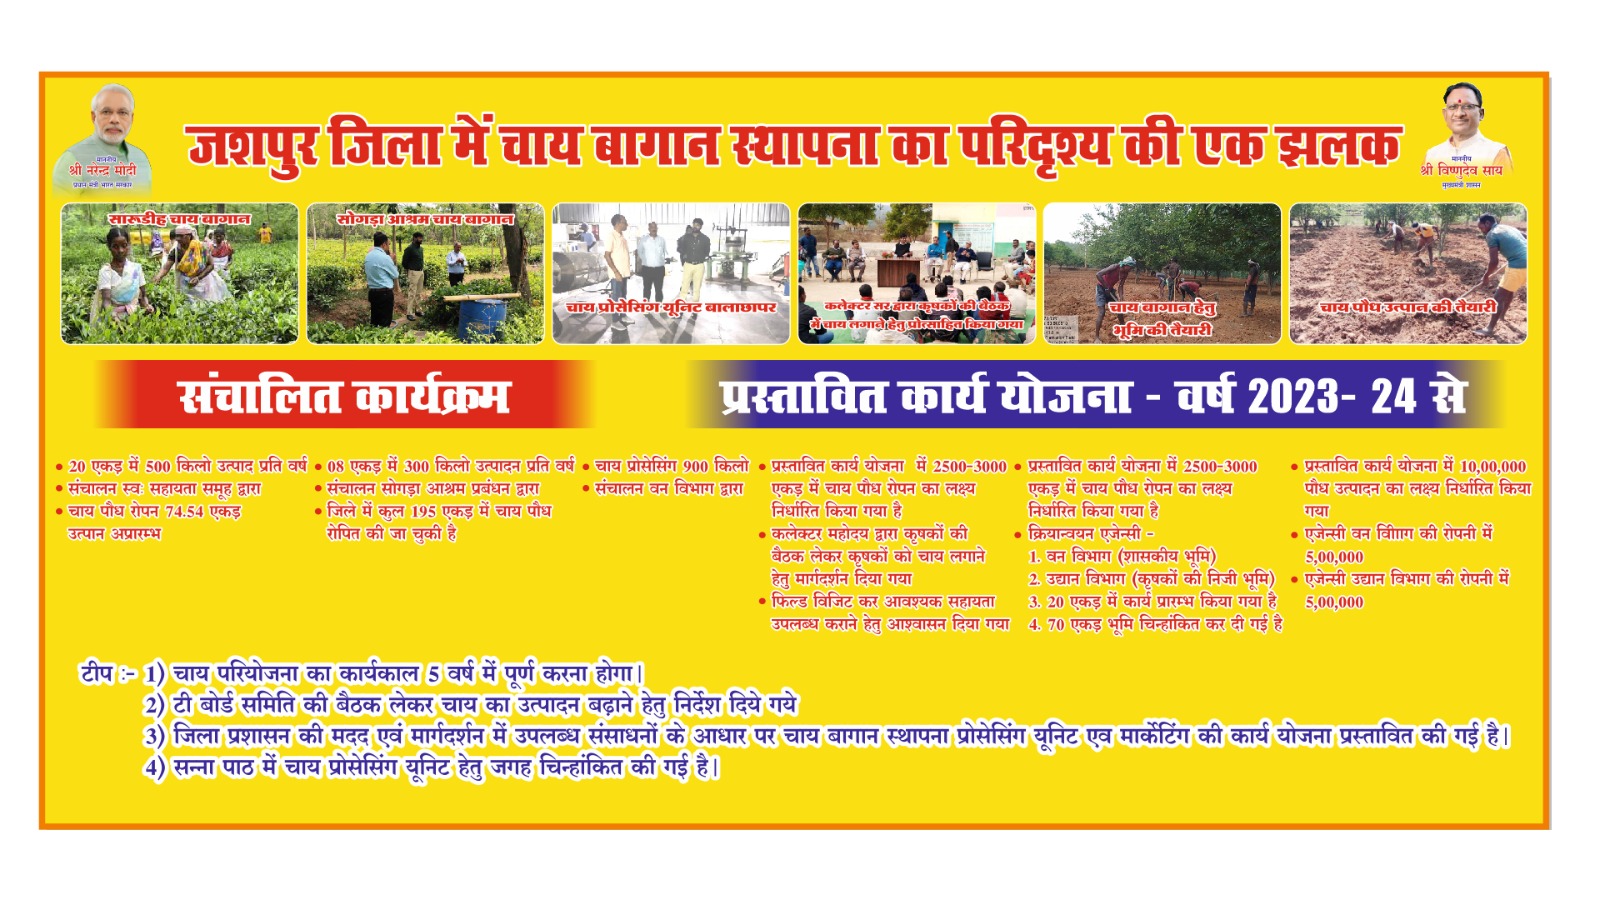 जशपुर जिला में चाय बागान स्थापना का परिदृश्य की एक झलक
माननीय
श्री नरेन्द्र मोदी
प्रधान मंत्री भारत सरकार
माननीय
श्री विष्णुदेव साय
मुख्यमंत्री शासन
सारूडीह चाय बागान
सोगड़ा आश्रम चाय बागान
चाय प्रोसेसिंग यूनिट बालाछापर
कलेक्टर सर द्वारा कृषकों की बैठक
में चाय लगाने हेतु प्रोत्साहित किया गया
चाय बागान हेतु
भूमि की तैयारी
चाय पौध उत्पान की तैयारी
संचालित कार्यक्रम
• 20 एकड़ में 500 किलो उत्पाद प्रति वर्ष
• संचालन स्वः सहायता समूह द्वारा
• चाय पौध रोपन 74.54 एकड़
उत्पान अप्रारम्भ
• 08 एकड़ में 300 किलो उत्पादन प्रति वर्ष
• संचालन सोगड़ा आश्रम प्रबंधन द्वारा
• जिले में कुल 195 एकड़ में चाय पौध
रोपित की जा चुकी है
• चाय प्रोसेसिंग 900 किलो
• संचालन वन विभाग द्वारा
प्रस्तावित कार्य योजना - वर्ष 2023- 24 से
• प्रस्तावित कार्य योजना में 2500-3000
एकड़ में चाय पौध रोपन का लक्ष्य
निर्धारित किया गया है
• कलेक्टर महोदय द्वारा कृषकों की
बैठक लेकर कृषकों को चाय लगाने
हेतु मार्गदर्शन दिया गया
• फिल्ड विजिट कर आवश्यक सहायता
उपलब्ध कराने हेतु आश्वासन दिया गया
• प्रस्तावित कार्य योजना में 2500-3000
एकड़ में चाय पौध रोपन का लक्ष्य
निर्धारित किया गया है
• क्रियान्वयन एजेन्सी -
1. वन विभाग (शासकीय भूमि)
2. उद्यान विभाग (कृषकों की निजी भूमि)
3. 20 एकड़ में कार्य प्रारम्भ किया गया है
4. 70 एकड़ भूमि चिन्हांकित कर दी गई है
• प्रस्तावित कार्य योजना में 10,00,000
पौध उत्पादन का लक्ष्य निर्धारित किया
गया
• एजेन्सी वन विीााग की रोपनी में
5,00,000
• एजेन्सी उद्यान विभाग की रोपनी में
5,00,000
टीप :- 1) चाय परियोजना का कार्यकाल 5 वर्ष में पूर्ण करना होगा।
2) टी बोर्ड समिति की बैठक लेकर चाय का उत्पादन बढ़ाने हेतु निर्देश दिये गये
3) जिला प्रशासन की मदद एवं मार्गदर्शन में उपलब्ध संसाधनों के आधार पर चाय बागान स्थापना प्रोसेसिंग यूनिट एव मार्केटिंग की कार्य योजना प्रस्तावित की गई है।
4) सन्ना पाठ में चाय प्रोसेसिंग यूनिट हेतु जगह चिन्हांकित की गई है।